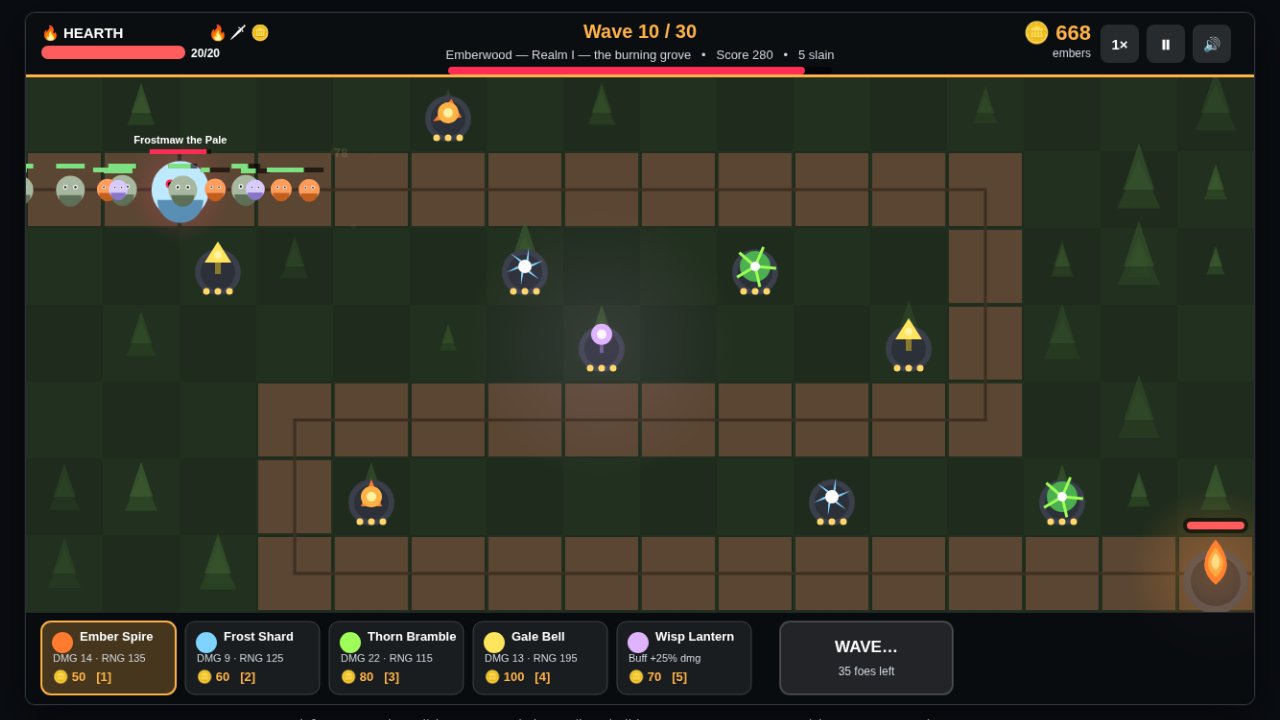 🔥 HEARTH
20/20
Wave 10 / 30
Emberwood — Realm I — the burning grove • Score 280 • 5 slain
668
embers
1×
Frostmaw the Pale
78
Ember Spire
DMG 14 · RNG 135
50 [1]
Frost Shard
DMG 9 · RNG 125
60 [2]
Thorn Bramble
DMG 22 · RNG 115
80 [3]
Gale Bell
DMG 13 · RNG 195
100 [4]
Wisp Lantern
Buff +25% dmg
70 [5]
WAVE…
35 foes left